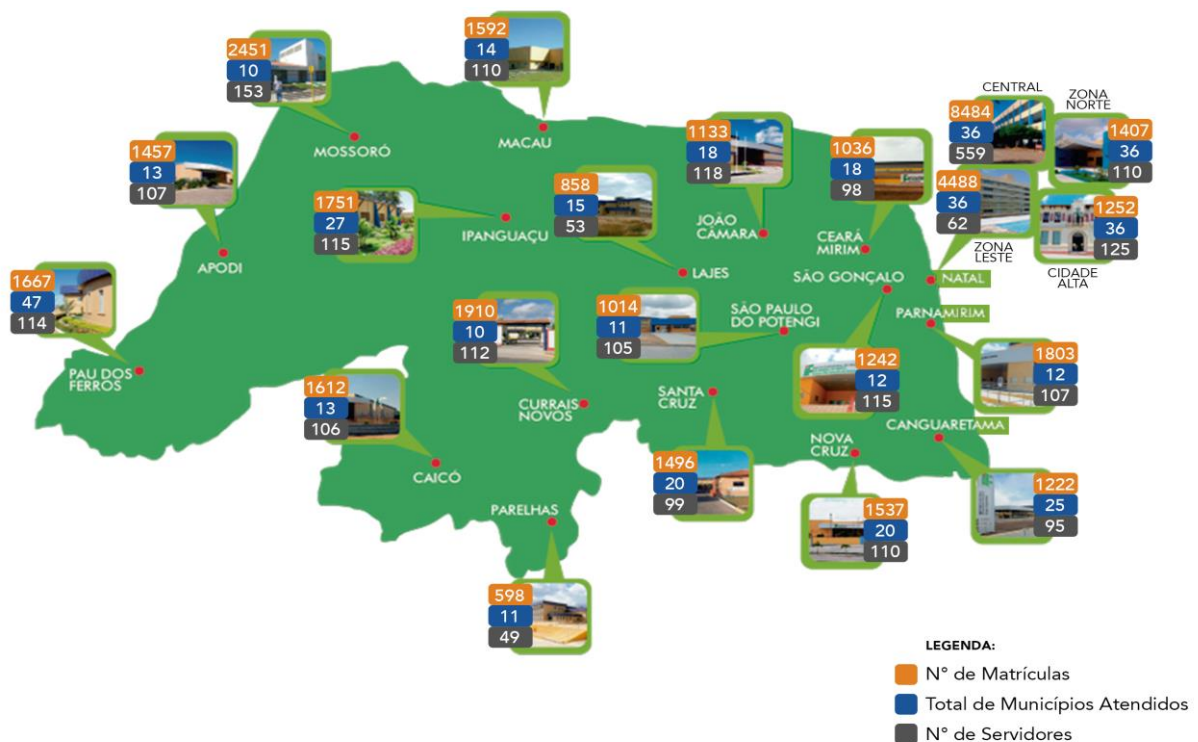 1592
14
110
MACAU
2451
10
153
MOSSORÓ
1457
13
107
APODI
1751
27
115
IPANGUAÇU
858
15
53
LAJES
1133
18
118
JOÃO
CÂMARA
1036
18
98
CEARÁ
MIRIM
CENTRAL
8484
36
559
ZONA
NORTE
1407
36
110
4488
36
62
ZONA
LESTE
1252
36
125
CIDADE
ALTA
NATAL
SÃO GONÇALO
1242
12
115
PARNAMIRIM
1803
12
107
1667
47
114
PAU DOS
FERROS
1910
10
112
CURRAIS
NOVOS
1014
11
105
SÃO PAULO
DO POTENGI
1612
13
106
CAICÓ
SANTA
CRUZ
1496
20
99
NOVA
CRUZ
1537
20
110
CANGUARETAMA
1222
25
95
PARELHAS
598
11
49
LEGENDA:
N° de Matrículas
Total de Municípios Atendidos
N° de Servidores